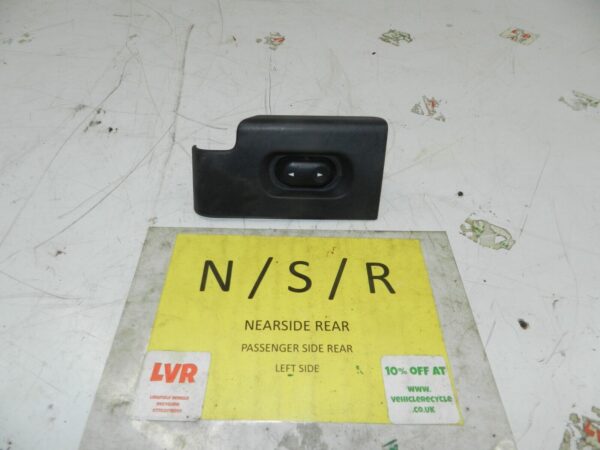 N/S/R
NEARSIDE REAR
PASSENGER SIDE REAR
LEFT SIDE
LVR
10% OFF AT
WWW.
VEHICLERECYCLE
.CO.UK